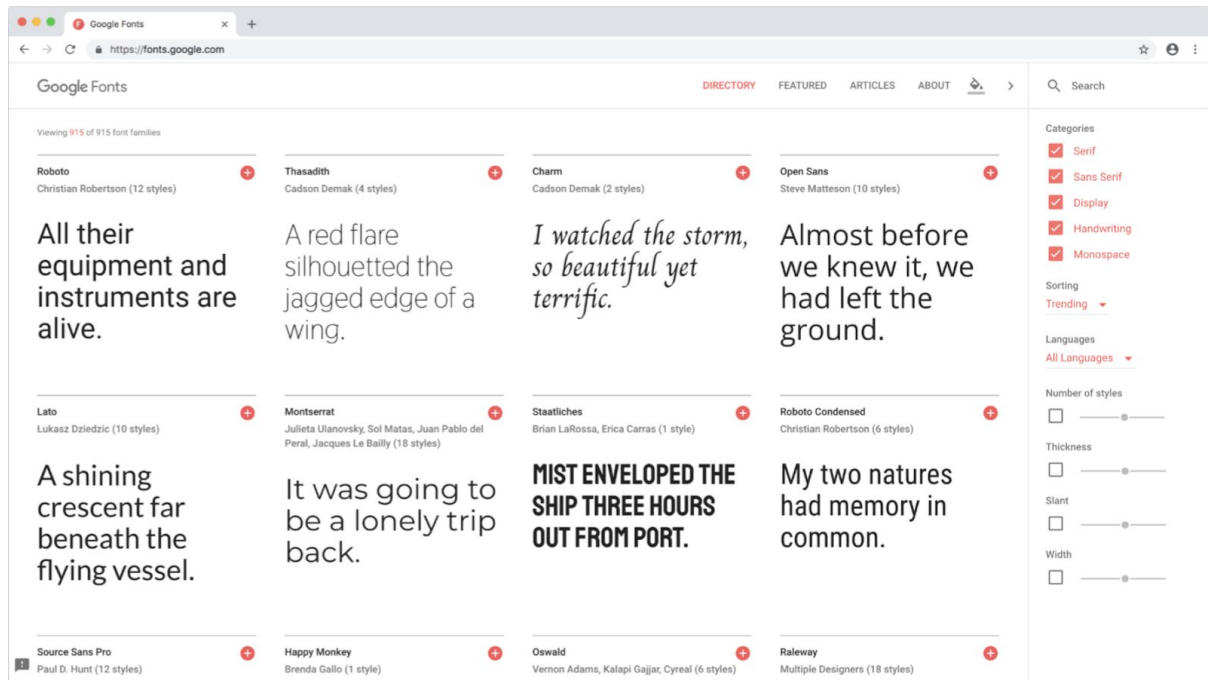 Google Fonts
https://fonts.google.com
Google Fonts
DIRECTORY
FEATURED
ARTICLES
ABOUT
Search
Viewing 915 of 915 font families
Roboto
Christian Robertson (12 styles)
All their
equipment and
instruments are
alive.
Thasadith
Cadson Demak (4 styles)
A red flare
silhouetted the
jagged edge of a
wing.
Charm
Cadson Demak (2 styles)
I watched the storm,
so beautiful yet
terrific.
Open Sans
Steve Matteson (10 styles)
Almost before
we knew it, we
had left the
ground.
Lato
Łukasz Dziedzic (10 styles)
A shining
crescent far
beneath the
flying vessel.
Montserrat
Julieta Ulanovsky, Sol Matas, Juan Pablo del
Peral, Jacques Le Bailly (18 styles)
It was going to
be a lonely trip
back.
Staatliches
Brian LaRossa, Erica Carras (1 style)
MIST ENVELOPED THE
SHIP THREE HOURS
OUT FROM PORT.
Roboto Condensed
Christian Robertson (6 styles)
My two natures
had memory in
common.
Source Sans Pro
Paul D. Hunt (12 styles)
Happy Monkey
Brenda Gallo (1 style)
Oswald
Vernon Adams, Kalapi Gajjar, Cyreal (6 styles)
Raleway
Multiple Designers (18 styles)
Categories
Serif
Sans Serif
Display
Handwriting
Monospace
Sorting
Trending
Languages
All Languages
Number of styles
Thickness
Slant
Width